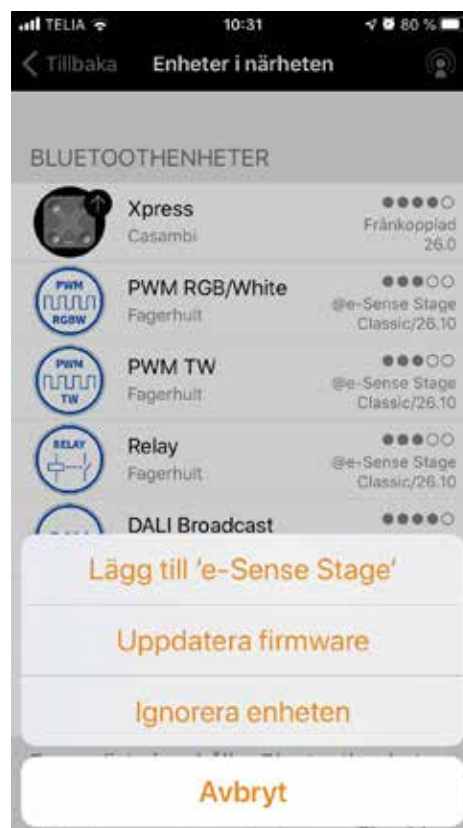 TELIA 10:31 80 %
Tillbaka Enheter i närheten
BLUETOOTHENHETER
Xpress
Casambi
Frånkopplad
26.0
PWM
RGBW
PWM RGB/White
Fagerhult
@e-Sense Stage
Classic/26.10
PWM
TW
PWM TW
Fagerhult
@e-Sense Stage
Classic/26.10
RELAY
Relay
Fagerhult
@e-Sense Stage
Classic/26.10
DALI Broadcast
Lägg till 'e-Sense Stage'
Uppdatera firmware
Ignorera enheten
Avbryt